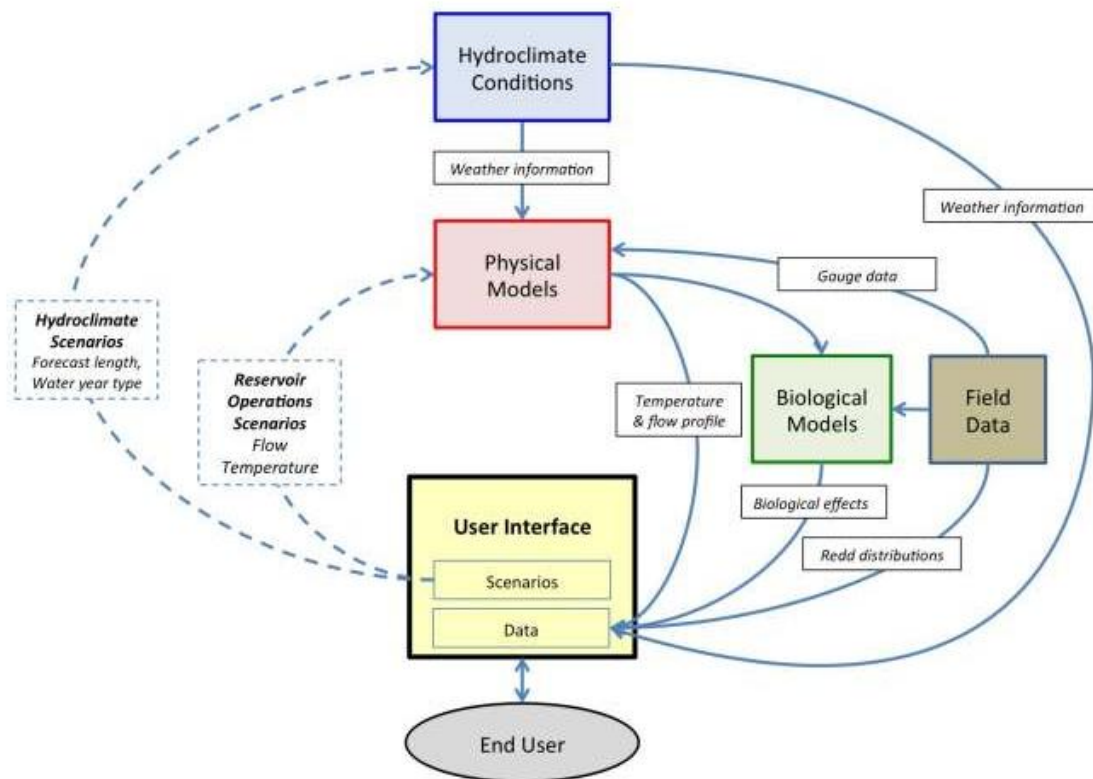 Hydroclimate
Conditions
Weather information
Weather information
Physical
Models
Gauge data
Hydroclimate
Scenarios
Forecast length,
Water year type
Reservoir
Operations
Scenarios
Flow
Temperature
Temperature
& flow profile
Biological
Models
Field
Data
User Interface
Biological effects
Redd distributions
Scenarios
Data
End User